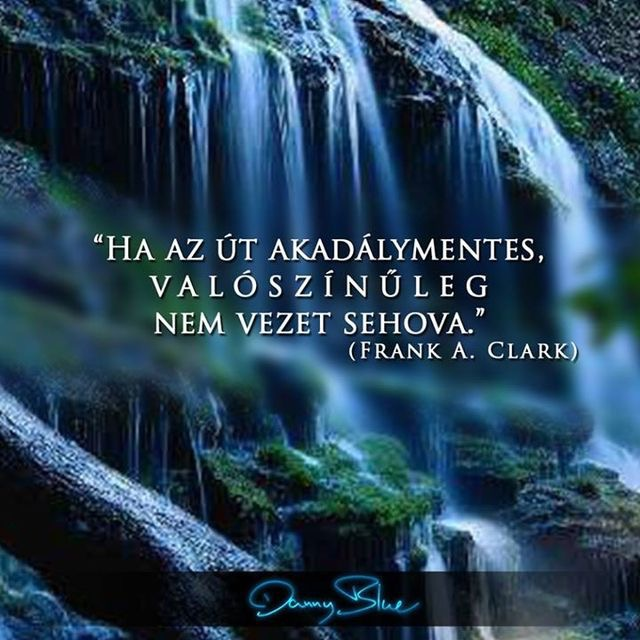 “Ha az út akadálymentes,
valószínűleg
nem vezet sehova.”
(Frank A. Clark)
Danny Blue